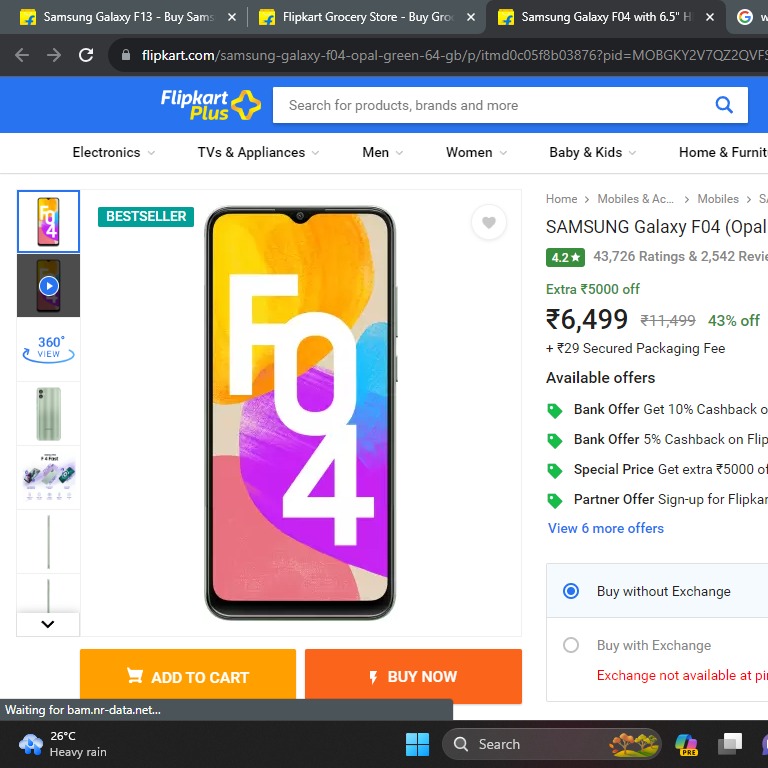 Samsung Galaxy F13 - Buy Sams
Flipkart Grocery Store - Buy Gro
Samsung Galaxy F04 with 6.5" H
flipkart.com/samsung-galaxy-f04-opal-green-64-gb/p/itmd0c05f8b03876?pid=MOBGKY2V7QZ2QVFS
Flipkart
Plus
Search for products, brands and more
Electronics
TVs & Appliances
Men
Women
Baby & Kids
Home & Furnit
BESTSELLER
F04
360°
VIEW
Home > Mobiles & Ac... > Mobiles > SA
SAMSUNG Galaxy F04 (Opal
4.2★ 43,726 Ratings & 2,542 Revie
Extra ₹5000 off
₹6,499 ₹11,499 43% off
+ ₹29 Secured Packaging Fee
Available offers
Bank Offer Get 10% Cashback o
Bank Offer 5% Cashback on Flip
Special Price Get extra ₹5000 of
Partner Offer Sign-up for Flipkar
View 6 more offers
Buy without Exchange
Buy with Exchange
Exchange not available at pi
ADD TO CART
BUY NOW
Waiting for bam.nr-data.net...
26°C
Heavy rain
Search
PRE